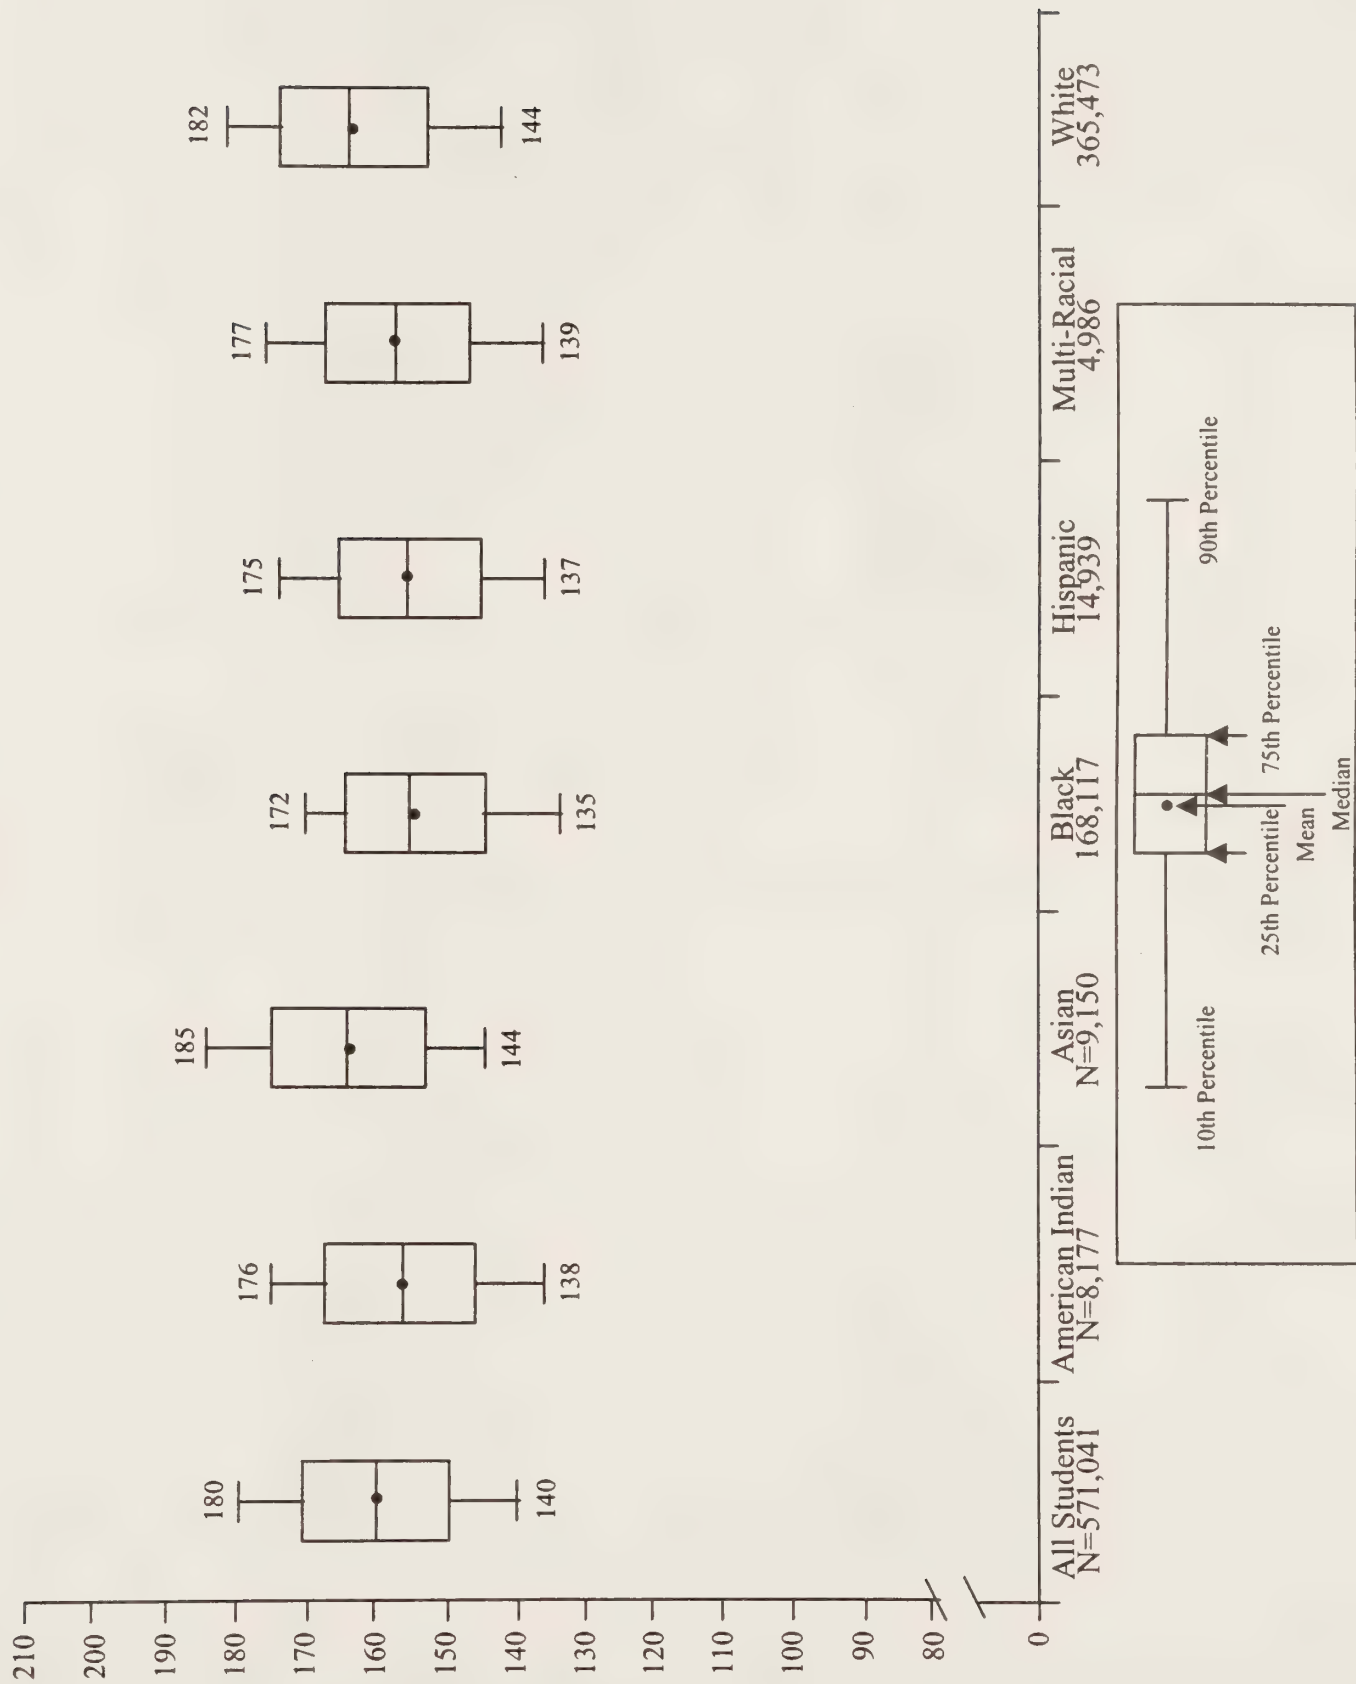 210
200
190
180
170
160
150
140
130
120
110
100
90
80
0
180
140
176
138
185
144
172
135
175
137
177
139
182
144
All Students
N=571,041
American Indian
N=8,177
Asian
N=9,150
Black
168,117
Hispanic
14,939
Multi-Racial
4,986
White
365,473
10th Percentile
25th Percentile
Mean
Median
75th Percentile
90th Percentile